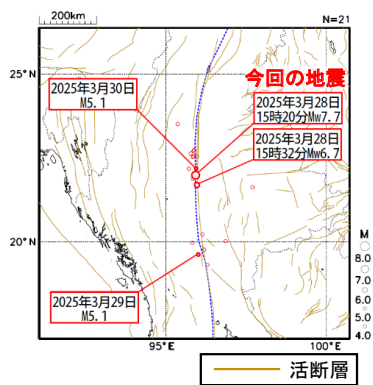 200km
N=21
25°N
今回の地震
2025年3月30日
M5.1
2025年3月28日
15時20分Mw7.7
2025年3月28日
15時32分Mw6.7
20°N
2025年3月29日
M5.1
M
8.0
7.0
6.0
5.0
4.0
95°E
100°E
活断層